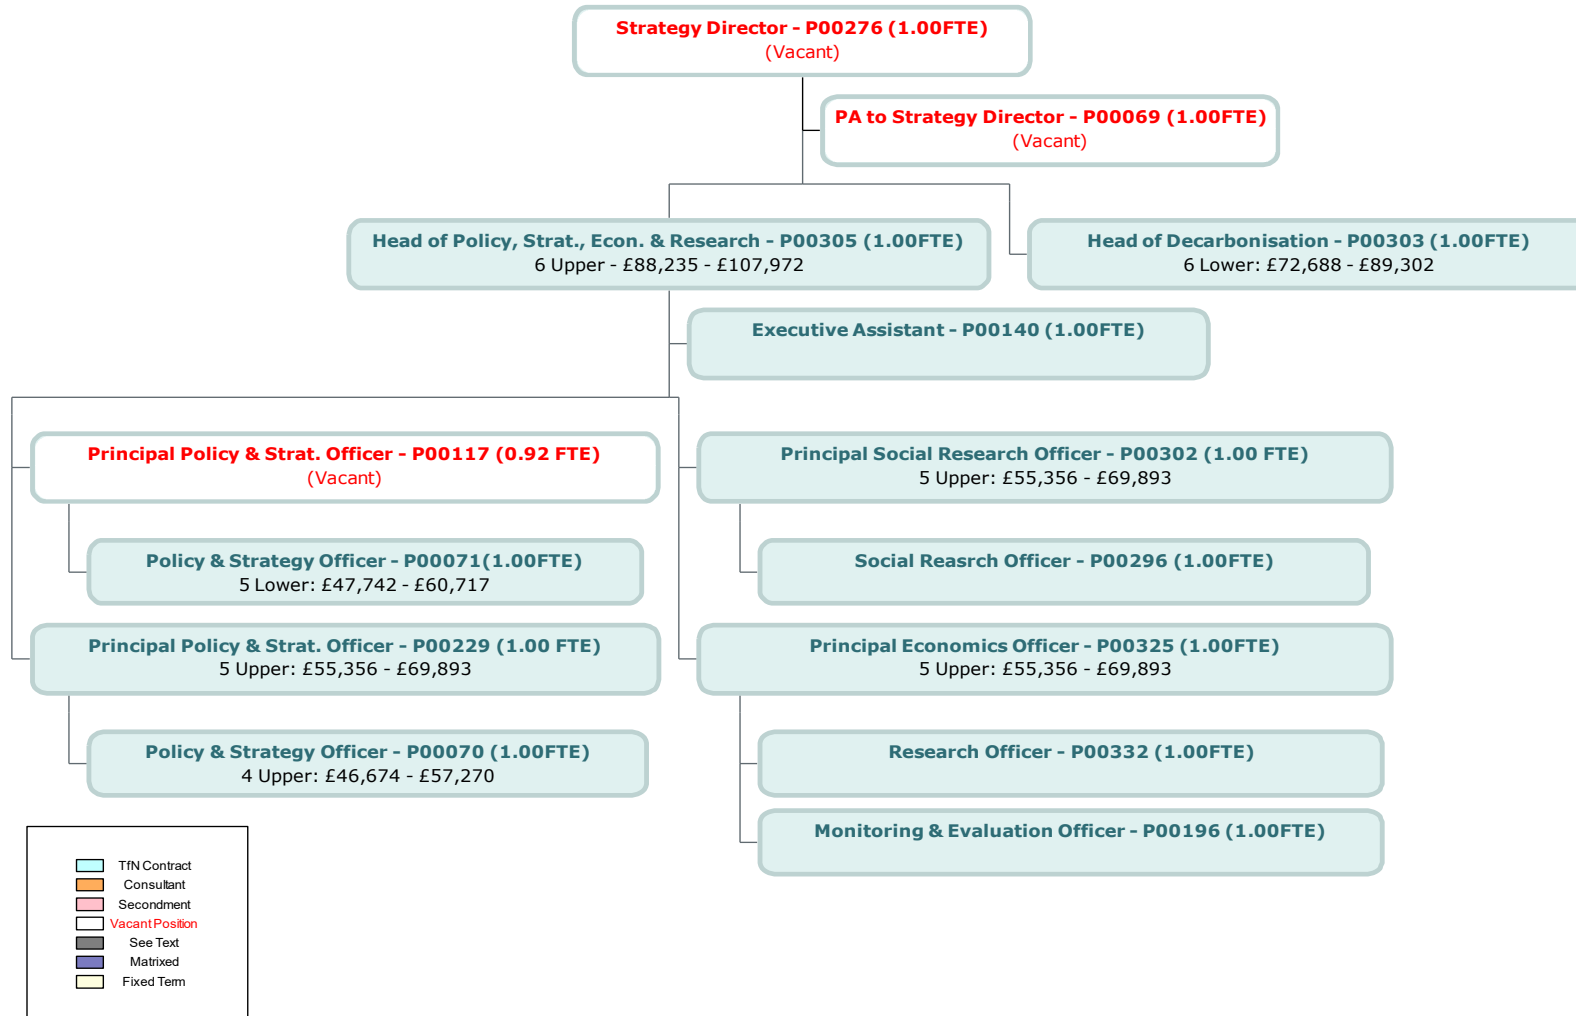 Strategy Director - P00276 (1.00FTE)
(Vacant)
PA to Strategy Director - P00069 (1.00FTE)
(Vacant)
Head of Policy, Strat., Econ. & Research - P00305 (1.00FTE)
6 Upper - £88,235 - £107,972
Head of Decarbonisation - P00303 (1.00FTE)
6 Lower: £72,688 - £89,302
Executive Assistant - P00140 (1.00FTE)
Principal Policy & Strat. Officer - P00117 (0.92 FTE)
(Vacant)
Policy & Strategy Officer - P00071(1.00FTE)
5 Lower: £47,742 - £60,717
Principal Policy & Strat. Officer - P00229 (1.00 FTE)
5 Upper: £55,356 - £69,893
Policy & Strategy Officer - P00070 (1.00FTE)
4 Upper: £46,674 - £57,270
Principal Social Research Officer - P00302 (1.00 FTE)
5 Upper: £55,356 - £69,893
Social Reasrch Officer - P00296 (1.00FTE)
Principal Economics Officer - P00325 (1.00FTE)
5 Upper: £55,356 - £69,893
Research Officer - P00332 (1.00FTE)
Monitoring & Evaluation Officer - P00196 (1.00FTE)
TfN Contract
Consultant
Secondment
Vacant Position
See Text
Matrixed
Fixed Term